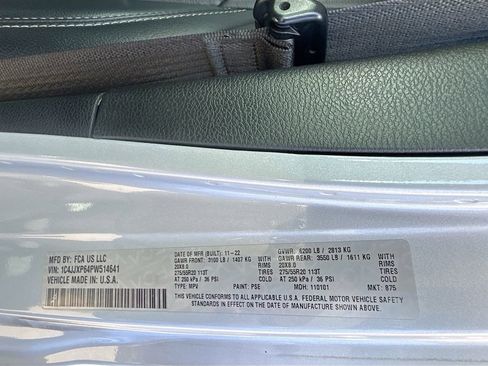 MFD BY: FCA US LLC
VIN: 1C4JJXP64PW514641
VEHICLE MADE IN: U.S.A.
DATE OF MFR (BUILT): 11-22
GAWR FRONT: 3100 LB / 1407 KG
20X8.0
275/55R20 113T
AT 250 kPa / 36 PSI
TYPE: MPV
WITH
RIMS
TIRES
COLD
PAINT: PSE
GVWR: 6200 LB / 2813 KG
GAWR REAR: 3550 LB / 1611 KG
20X8.0
275/55R20 113T
AT 250 kPa / 36 PSI
MDH: 110101
WITH
RIMS
TIRES
COLD
MKT: 875
THIS VEHICLE CONFORMS TO ALL APPLICABLE U.S.A. FEDERAL MOTOR VEHICLE SAFETY
STANDARDS IN EFFECT ON THE DATE OF MANUFACTURE SHOWN ABOVE.